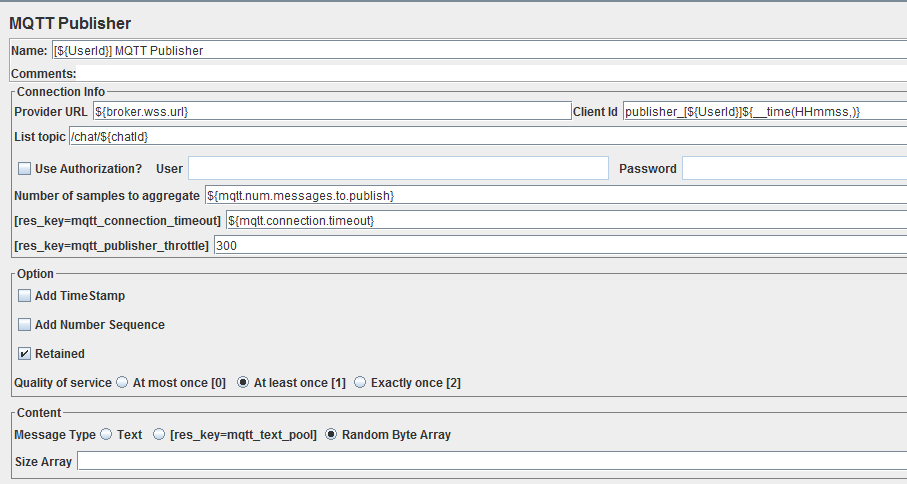 MQTT Publisher
Name: [${UserId}] MQTT Publisher
Comments:
Connection Info
Provider URL ${broker.wss.url} Client Id publisher_[${UserId}]${__time(HHmmss,)}
List topic /chat/${chatId}
Use Authorization? User Password
Number of samples to aggregate ${mqtt.num.messages.to.publish}
[res_key=mqtt_connection_timeout] ${mqtt.connection.timeout}
[res_key=mqtt_publisher_throttle] 300
Option
Add TimeStamp
Add Number Sequence
Retained
Quality of service At most once [0] At least once [1] Exactly once [2]
Content
Message Type Text [res_key=mqtt_text_pool] Random Byte Array
Size Array